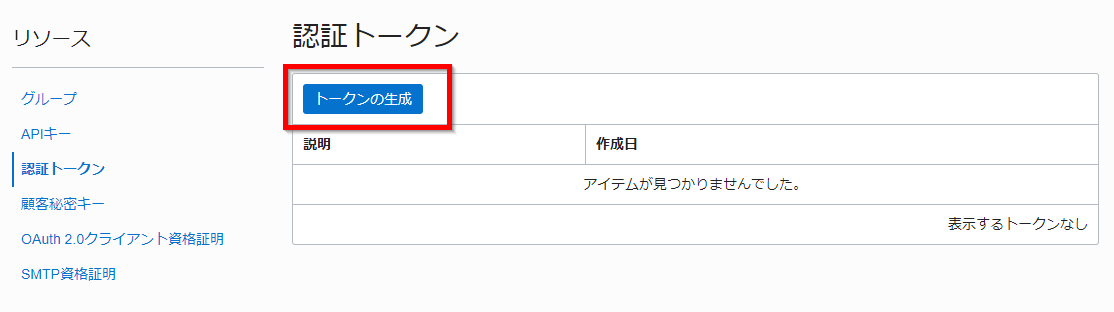 リソース
グループ
APIキー
認証トークン
顧客秘密キー
OAuth 2.0クライアント資格証明
SMTP資格証明
認証トークン
トークンの生成
説明
作成日
アイテムが見つかりませんでした。
表示するトークンなし